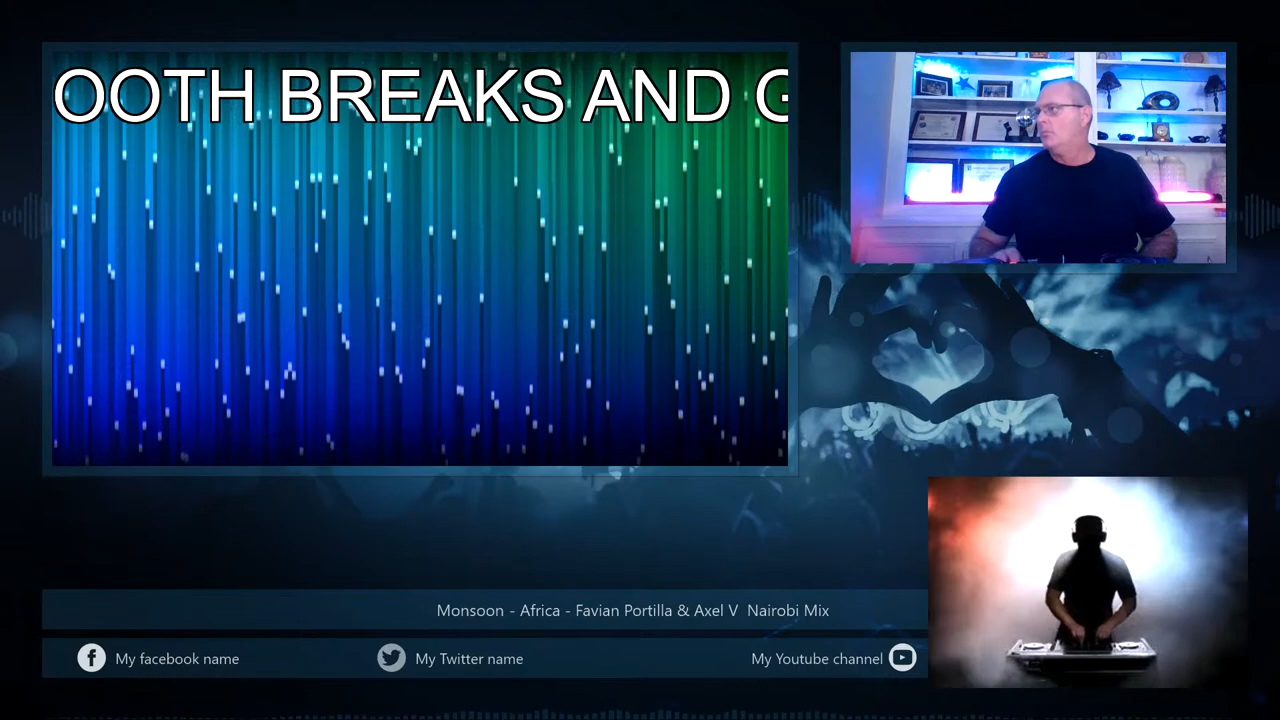 OOTH BREAKS AND G
Monsoon - Africa - Favian Portilla & Axel V  Nairobi Mix
My facebook name
My Twitter name
My Youtube channel